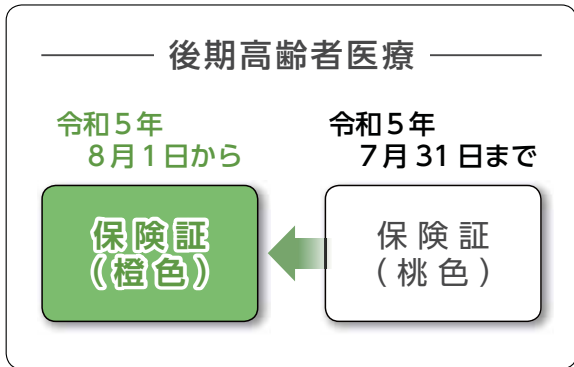 後期高齢者医療
令和５年
８月１日から
保険証
（橙色）
令和５年
７月 31 日まで
保険証
（桃色）